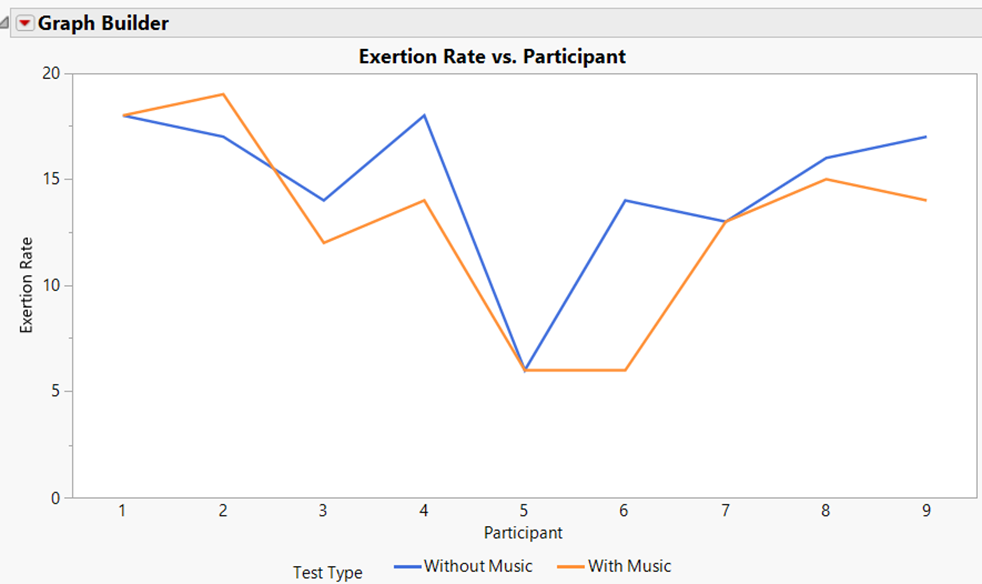 Graph Builder
Exertion Rate vs. Participant
20
15
10
5
0
Exertion Rate
1 2 3 4 5 6 7 8 9
Participant
Test Type Without Music With Music